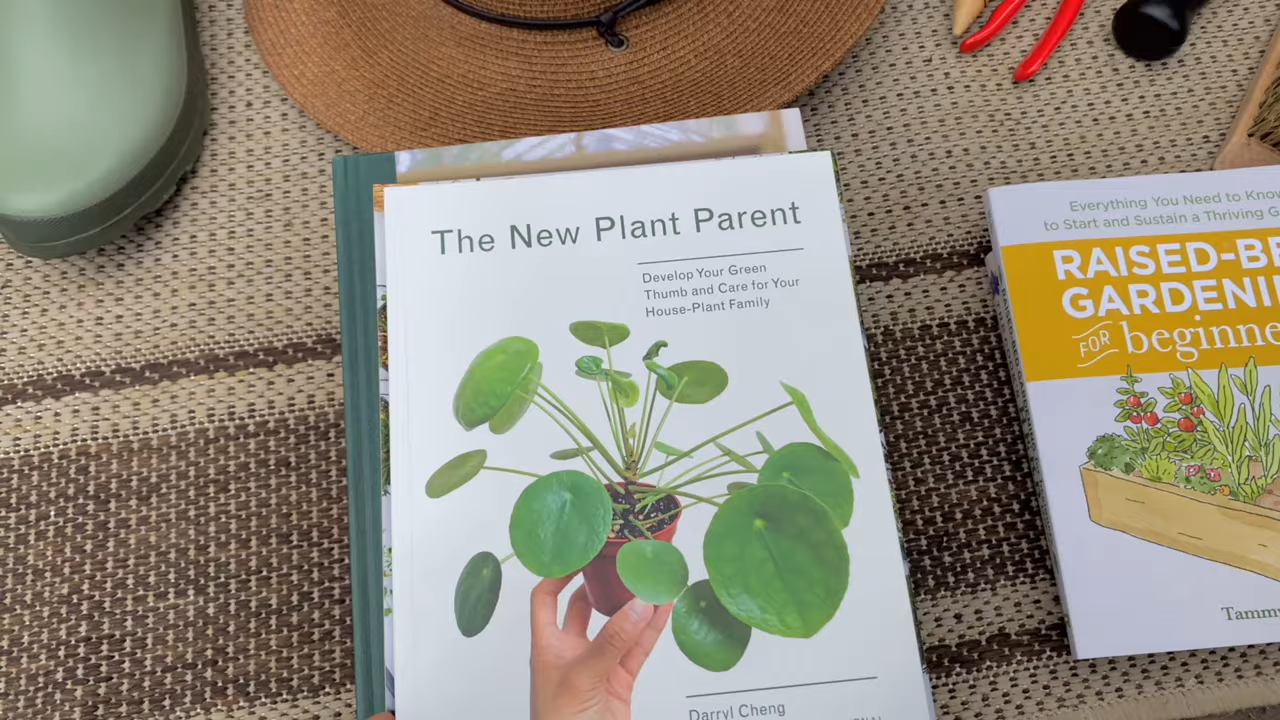 The New Plant Parent
Develop Your Green
Thumb and Care for Your
House-Plant Family
Darryl Cheng
Everything You Need to Know
to Start and Sustain a Thriving
RAISED-BE
GARDENI
FOR beginne
Tammy